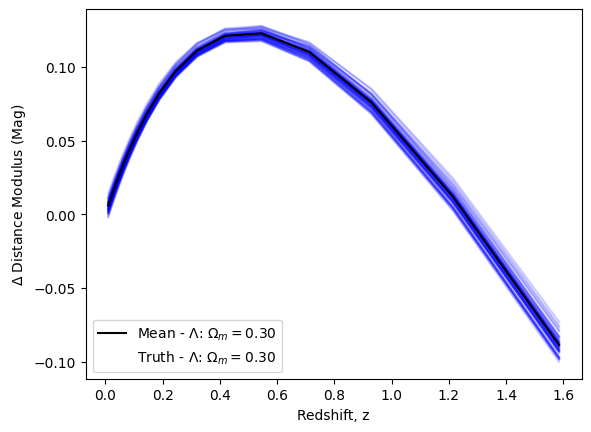 0.10
0.05
0.00
−0.05
−0.10
Δ Distance Modulus (Mag)
Mean - Λ: Ωm = 0.30
Truth - Λ: Ωm = 0.30
0.0 0.2 0.4 0.6 0.8 1.0 1.2 1.4 1.6
Redshift, z